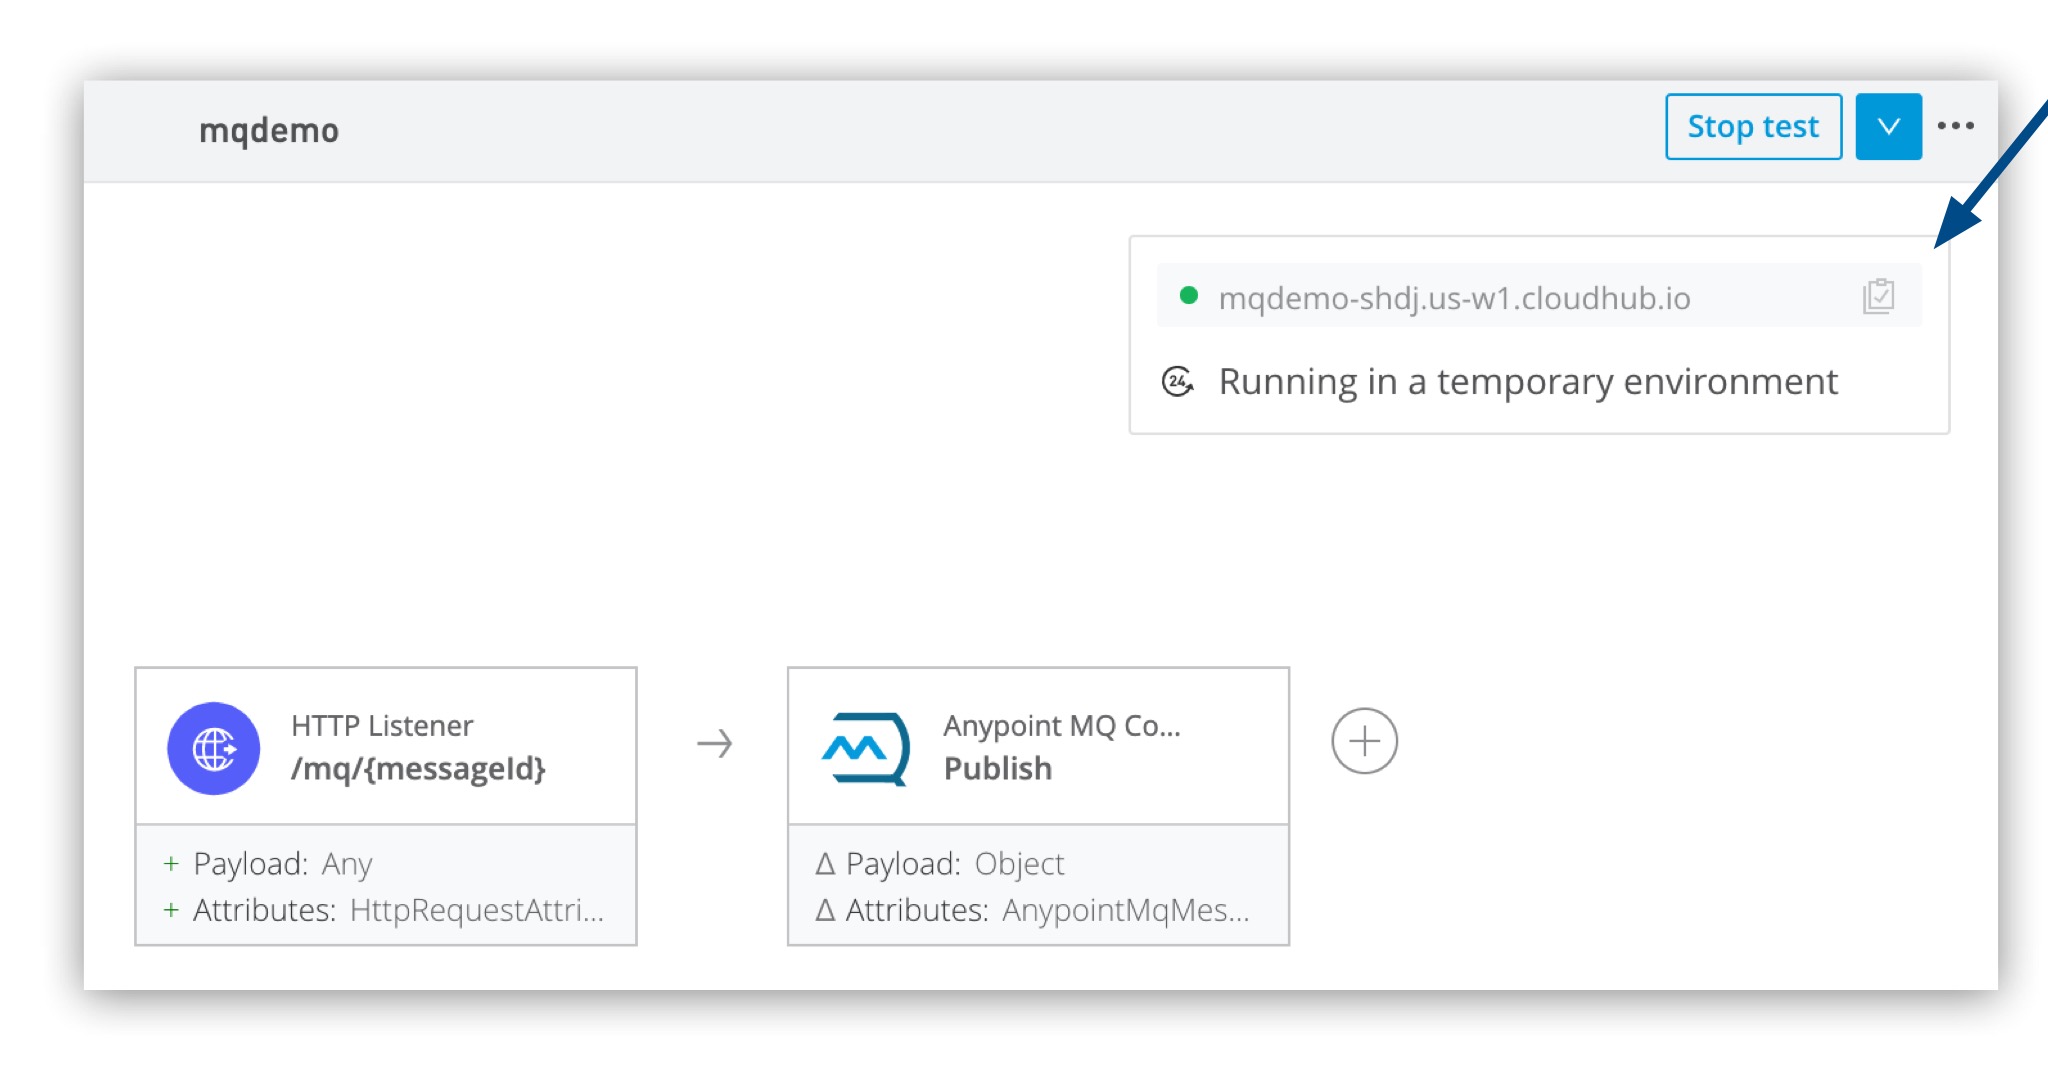 mqdemo
Stop test
mqdemo-shdj.us-w1.cloudhub.io
24
Running in a temporary environment
HTTP Listener
/mq/{messageId}
+ Payload: Any
+ Attributes: HttpRequestAttri...
Anypoint MQ Co...
Publish
Δ Payload: Object
Δ Attributes: AnypointMqMes...